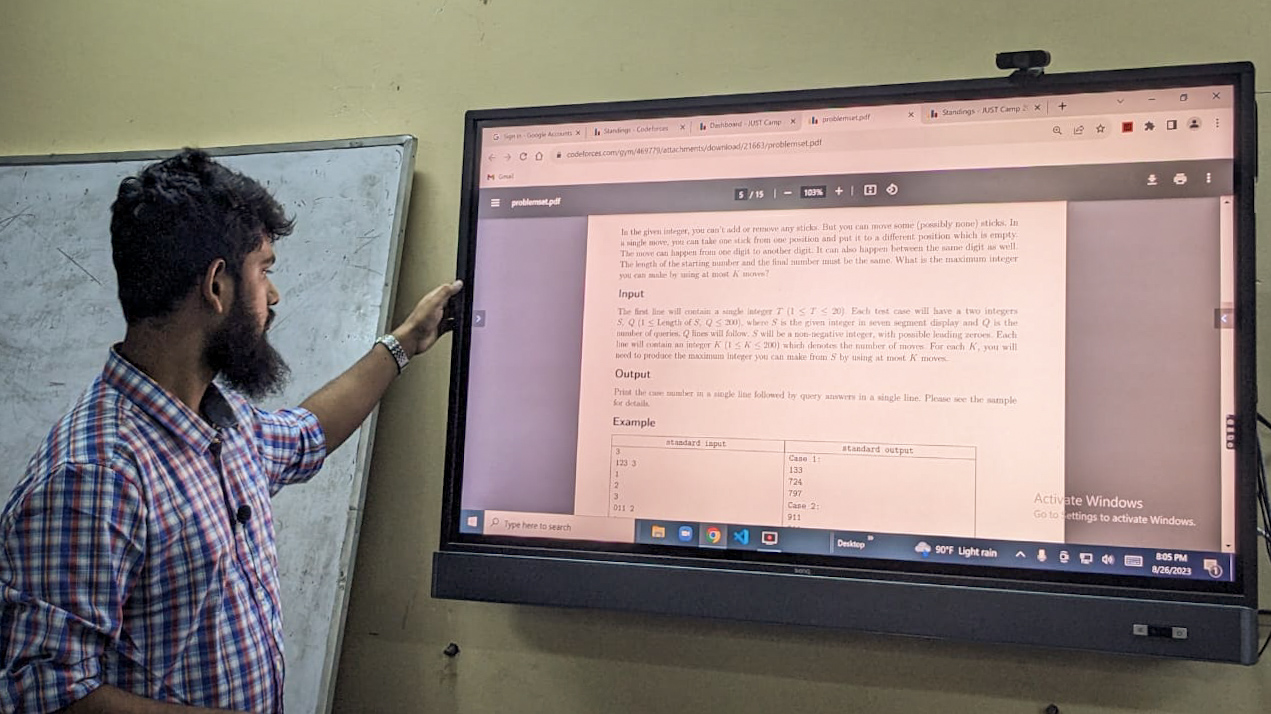 Sign in - Google Accounts
Standings - Codeforces
Dashboard - JUST Camp
problemset.pdf
Standings - JUST Camp 2
codeforces.com/gym/469779/attachments/download/21663/problemset.pdf
Gmail
problemset.pdf
5 / 15
103%
In the given integer, you can't add or remove any sticks. But you can move some (possibly none) sticks. In
a single move, you can take one stick from one position and put it to a different position which is empty.
The move can happen from one digit to another digit. It can also happen between the same digit as well.
The length of the starting number and the final number must be the same. What is the maximum integer
you can make by using at most K moves?
Input
The first line will contain a single integer T (1 ≤ T ≤ 20). Each test case will have a two integers
S, Q (1 ≤ Length of S, Q ≤ 200), where S is the given integer in seven segment display and Q is the
number of queries. Q lines will follow. S will be a non-negative integer, with possible leading zeroes. Each
line will contain an integer K (1 ≤ K ≤ 200) which denotes the number of moves. For each K, you will
need to produce the maximum integer you can make from S by using at most K moves.
Output
Print the case number in a single line followed by query answers in a single line. Please see the sample
for details.
Example
standard input
standard output
3
123 3
1
2
3
011 2
Case 1:
133
724
797
Case 2:
911
Activate Windows
Go to Settings to activate Windows.
Type here to search
Desktop
90°F Light rain
8:05 PM
8/26/2023
1
BenQ